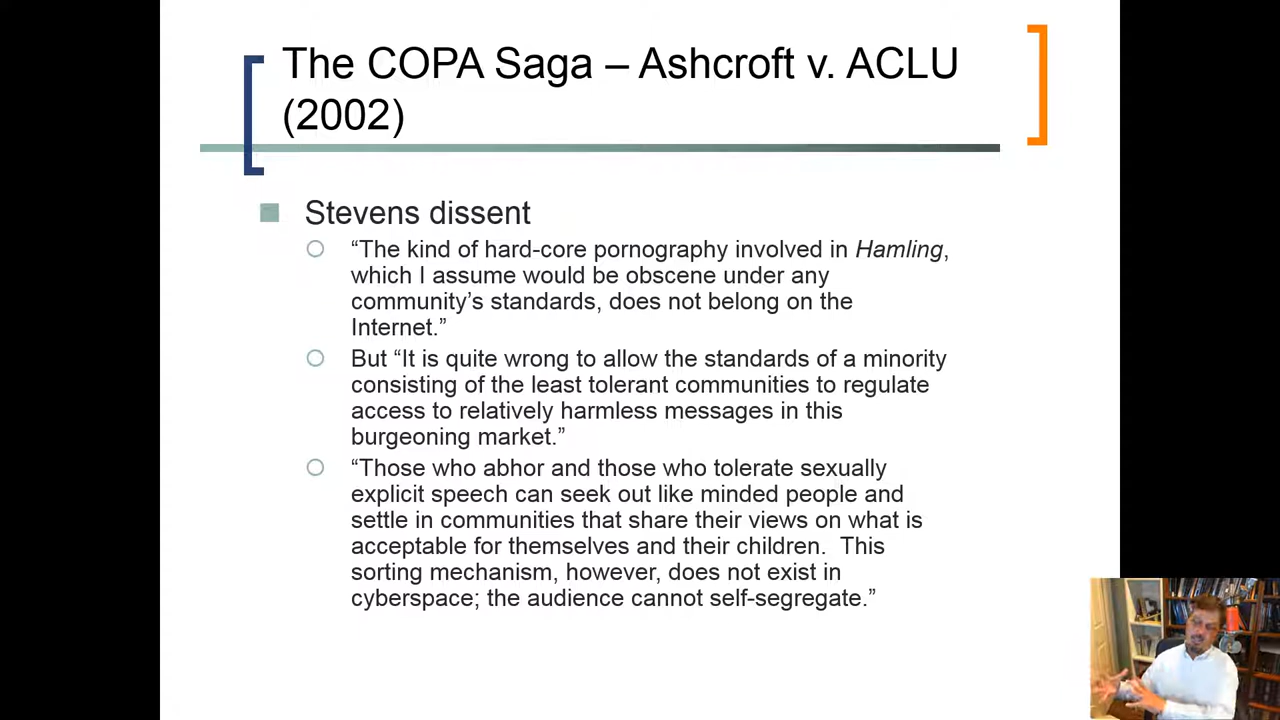 The COPA Saga – Ashcroft v. ACLU
(2002)
Stevens dissent
“The kind of hard-core pornography involved in Hamling,
which I assume would be obscene under any
community’s standards, does not belong on the
Internet.”
But “It is quite wrong to allow the standards of a minority
consisting of the least tolerant communities to regulate
access to relatively harmless messages in this
burgeoning market.”
“Those who abhor and those who tolerate sexually
explicit speech can seek out like minded people and
settle in communities that share their views on what is
acceptable for themselves and their children.  This
sorting mechanism, however, does not exist in
cyberspace; the audience cannot self-segregate.”